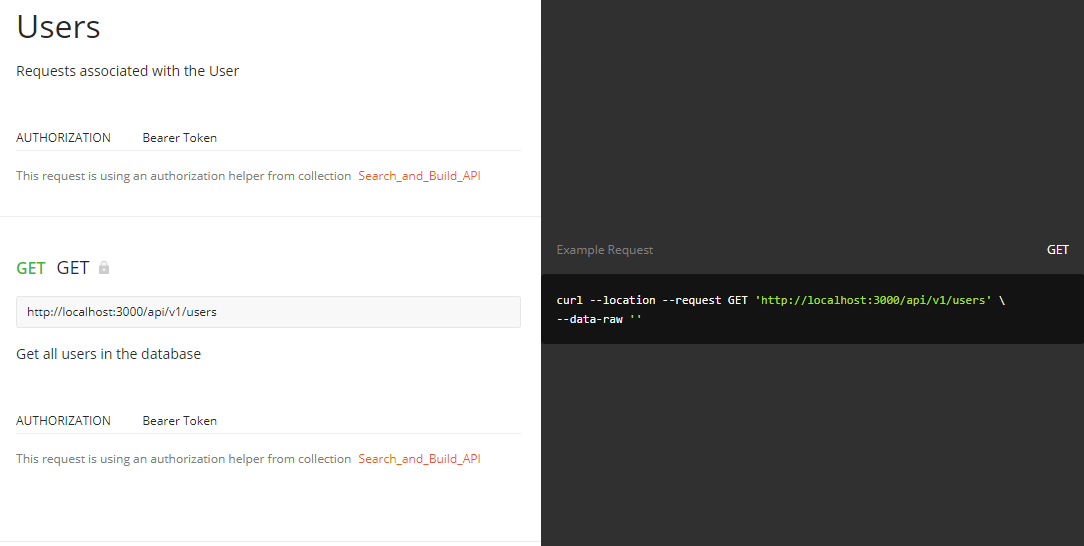 Users
Requests associated with the User
AUTHORIZATION Bearer Token
This request is using an authorization helper from collection Search_and_Build_API
GET GET
http://localhost:3000/api/v1/users
Get all users in the database
AUTHORIZATION Bearer Token
This request is using an authorization helper from collection Search_and_Build_API
Example Request GET
curl --location --request GET 'http://localhost:3000/api/v1/users' \
--data-raw ''